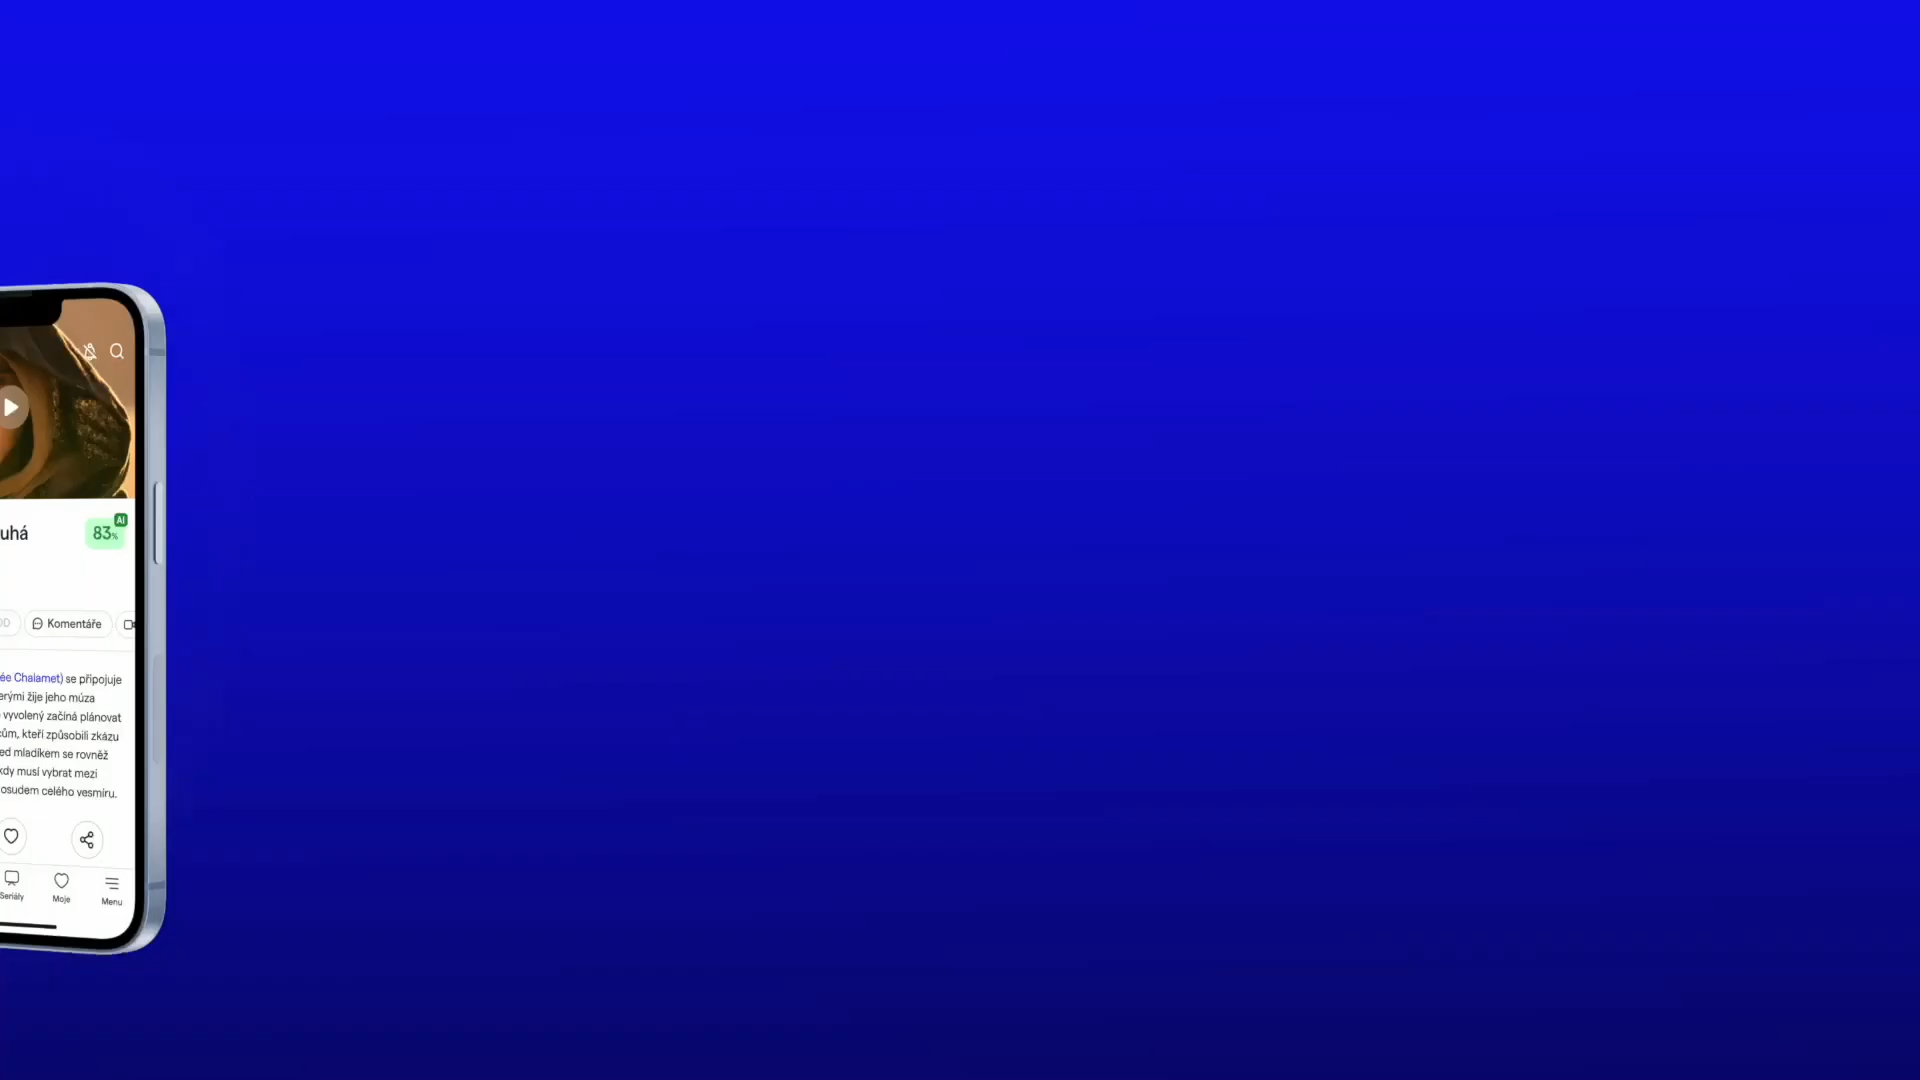 uhá
83%
AI
Komentáře
ée Chalamet) se připojuje
erými žije jeho múza
vyvolený začíná plánovat
ům, kteří způsobili zkázu
ed mladíkem se rovněž
kdy musí vybrat mezi
osudem celého vesmíru.
Seriály
Moje
Menu